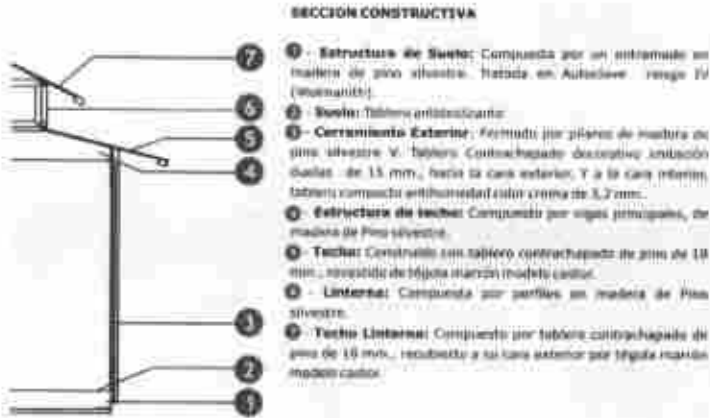 SECCION CONSTRUCTIVA
7
6
5
4
3
2
1
1 - Estructura de Suelo: Compuesta por un entramado en
madera de pino silvestre. Tratada en Autoclave riesgo IV
(Wolmanith).
2 - Suelo: Tablero antideslizante.
3 - Cerramiento Exterior: Formado por pilares de madera de
pino silvestre V. Tablero Contrachapado decorativo imitación
duelas de 15 mm., hacia la cara exterior. Y a la cara interior,
tablero compacto antihumedad color crema de 3,2 mm.
4 - Estructura de techo: Compuesto por vigas principales, de
madera de Pino silvestre.
5 - Techo: Construido con tablero contrachapado de pino de 18
mm., revestido de tégola marrón modelo castor.
6 - Linterna: Compuesta por perfiles en madera de Pino
silvestre.
7 - Techo Linterna: Compuesto por tablero contrachapado de
pino de 18 mm., recubierto a su cara exterior por tégola marrón
modelo castor.